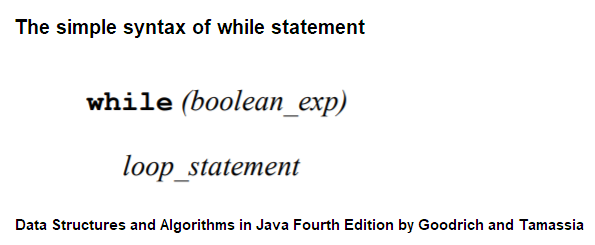 The simple syntax of while statement
while (boolean_exp)
loop_statement
Data Structures and Algorithms in Java Fourth Edition by Goodrich and Tamassia